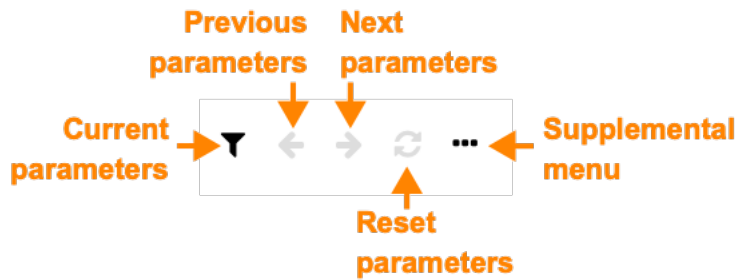 Previous
parameters
Next
parameters
Current
parameters
Supplemental
menu
Reset
parameters